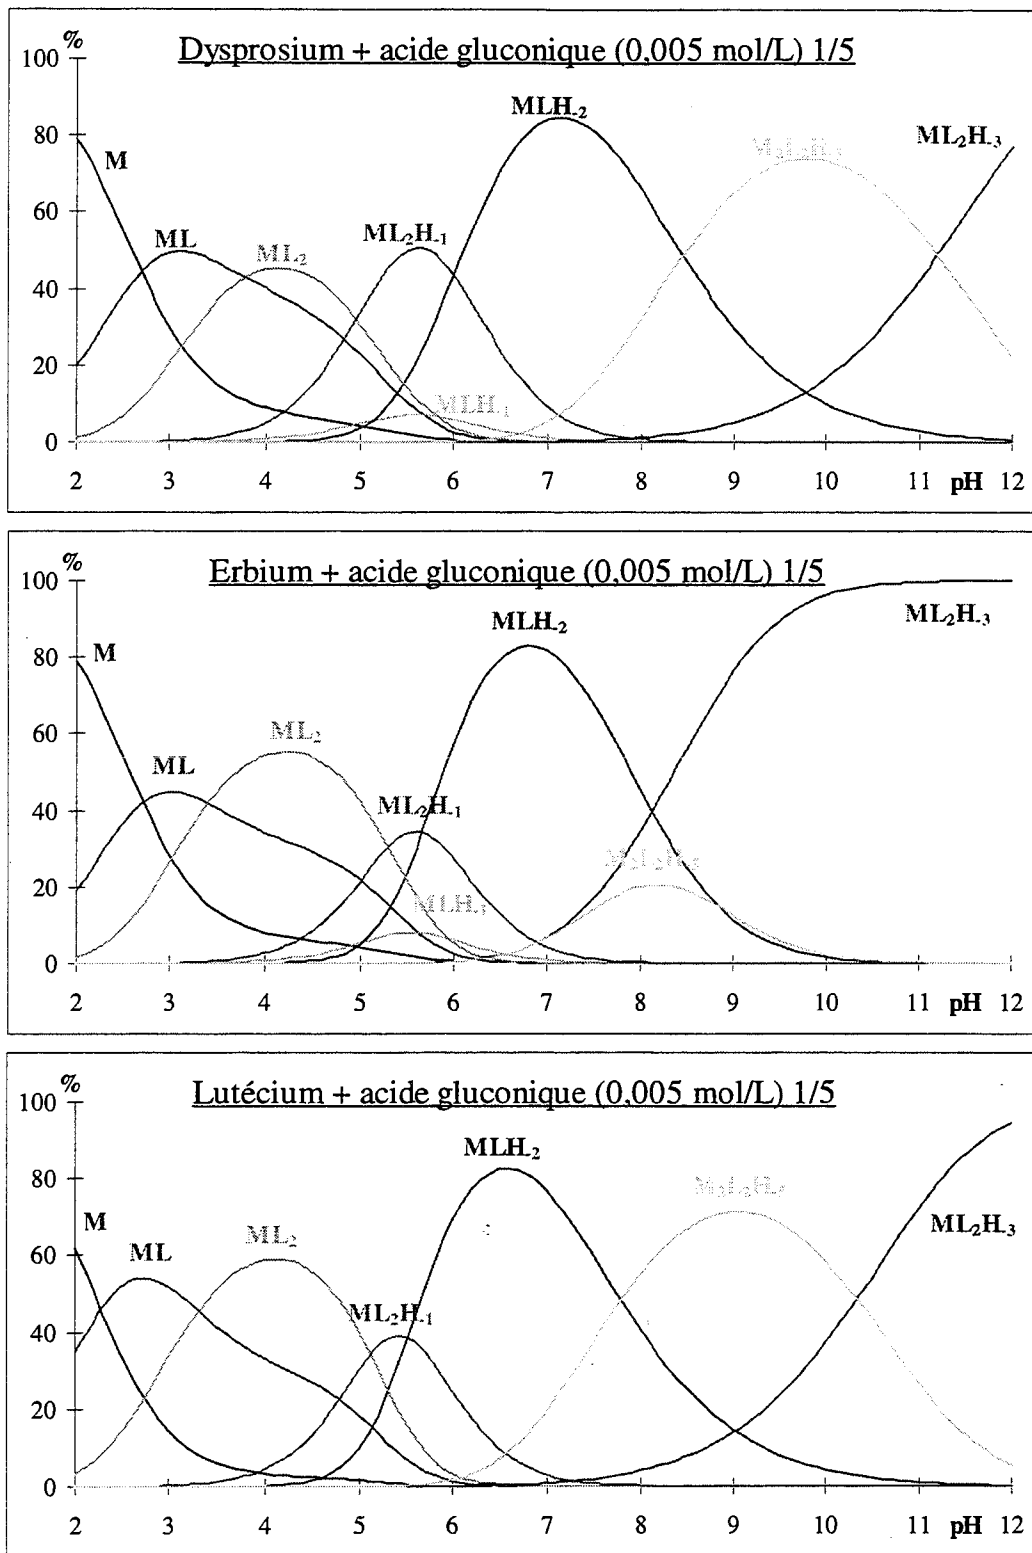 %
Dysprosium + acide gluconique (0,005 mol/L) 1/5
100
MLH-2
ML2H-3
80
M
60
ML
ML2
ML2H-1
40
20
MLH-1
0
2 3 4 5 6 7 8 9 10 11 pH 12
%
Erbium + acide gluconique (0,005 mol/L) 1/5
100
ML2H-3
MLH-2
80
M
ML2
60
ML
40
ML2H-1
20
0
2 3 4 5 6 7 8 9 10 11 pH 12
%
Lutécium + acide gluconique (0,005 mol/L) 1/5
100
MLH-2
80
M
ML
ML2
ML2H-3
60
ML2H-1
40
20
0
2 3 4 5 6 7 8 9 10 11 pH 12